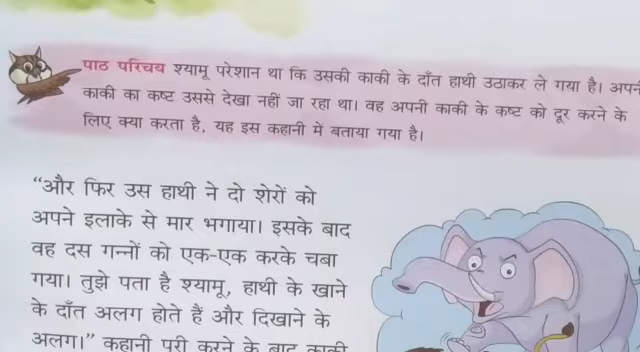 पाठ परिचय श्यामू परेशान था कि उसकी काकी के दाँत हाथी उठाकर ले गया है। अपनी
काकी का कष्ट उससे देखा नहीं जा रहा था। वह अपनी काकी के कष्ट को दूर करने के
लिए क्या करता है, यह इस कहानी में बताया गया है।
“और फिर उस हाथी ने दो शेरों को
अपने इलाके से मार भगाया। इसके बाद
वह दस गन्नों को एक-एक करके चबा
गया। तुझे पता है श्यामू, हाथी के खाने
के दाँत अलग होते हैं और दिखाने के
अलग।” कहानी पूरी करने के बाद काकी